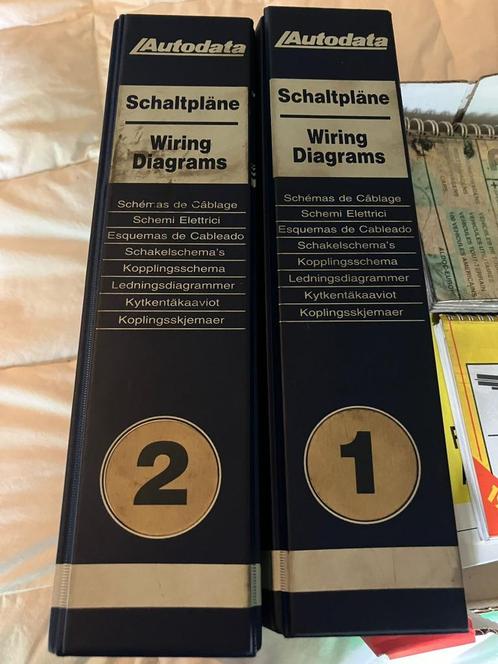 Autodata
Schaltpläne
Wiring
Diagrams
Schémas de Câblage
Schemi Elettrici
Esquemas de Cableado
Schakelschema's
Kopplingsschema
Ledningsdiagrammer
Kytkentäkaaviot
Koplingsskjemaer
2
Autodata
Schaltpläne
Wiring
Diagrams
Schémas de Câblage
Schemi Elettrici
Esquemas de Cableado
Schakelschema's
Kopplingsschema
Ledningsdiagrammer
Kytkentäkaaviot
Koplingsskjemaer
1